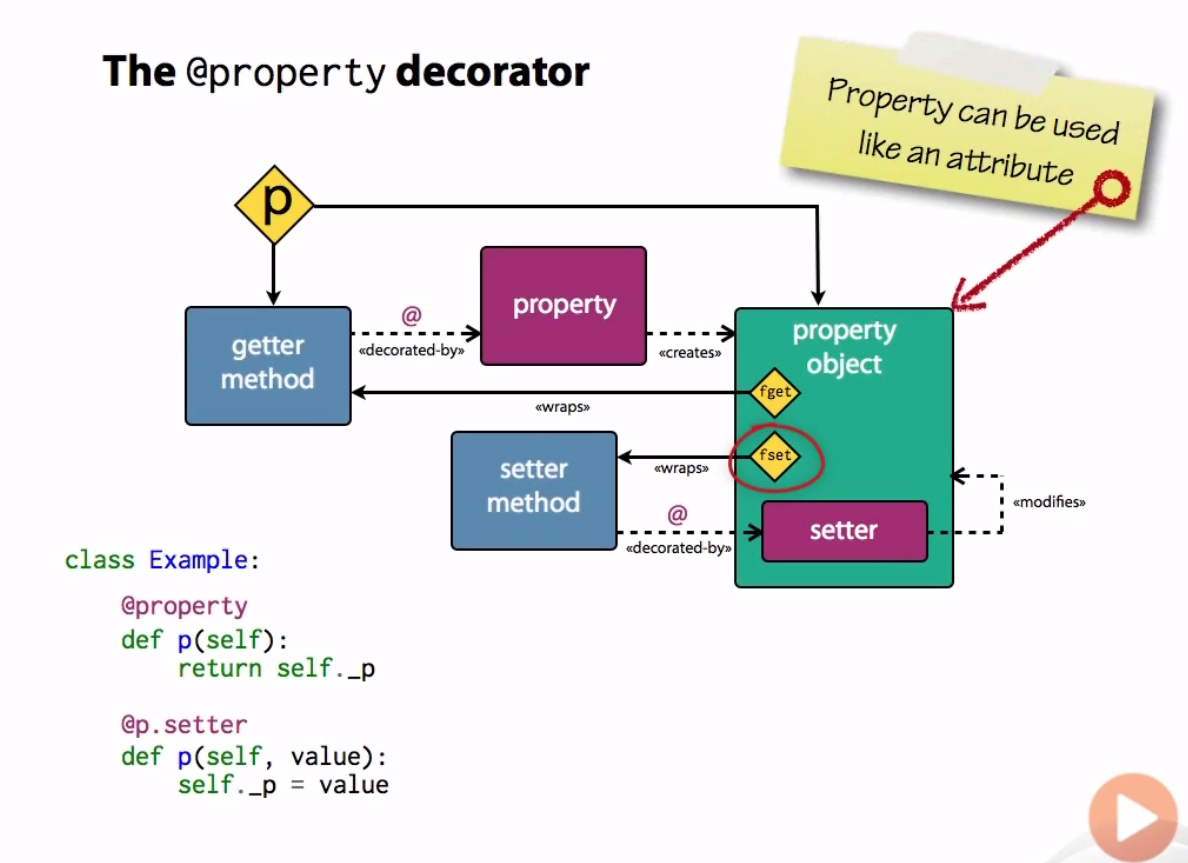 The @property decorator
Property can be used
like an attribute
p
getter
method
@
«decorated-by»
property
«creates»
property
object
fget
«wraps»
setter
method
fset
«wraps»
@
«decorated-by»
setter
«modifies»
class Example:
@property
def p(self):
return self._p
@p.setter
def p(self, value):
self._p = value